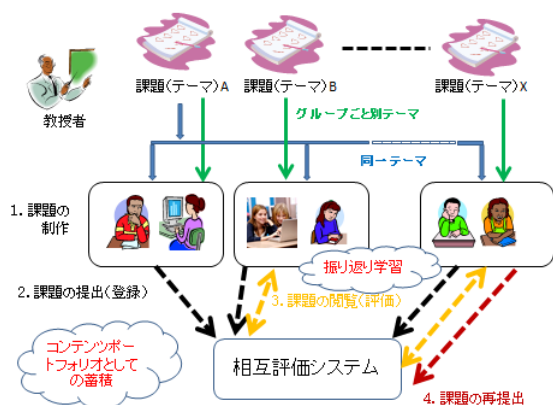 課題(テーマ)A
課題(テーマ)B
課題(テーマ)X
教授者
グループごと別テーマ
同一テーマ
1.課題の
制作
振り返り学習
2.課題の提出(登録)
3.課題の閲覧(評価)
コンテンツポー
トフォリオとして
の蓄積
相互評価システム
4.課題の再提出